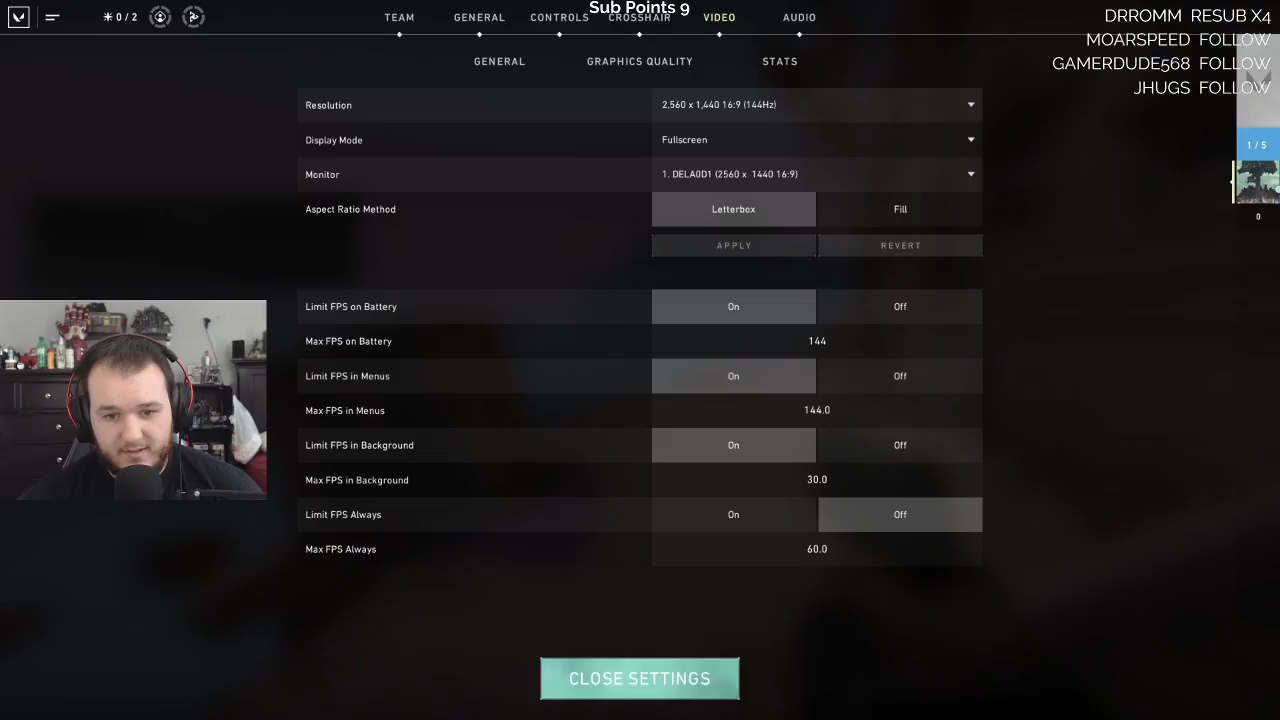 0 / 2
TEAM
GENERAL
CONTROLS
CROSSHAIR
VIDEO
AUDIO
Sub Points 9
DRROMM RESUB X4
MOARSPEED FOLLOW
GAMERDUDE568 FOLLOW
JHUGS FOLLOW
GENERAL
GRAPHICS QUALITY
STATS
Resolution
2,560 x 1,440 16:9 (144Hz)
Display Mode
Fullscreen
Monitor
1. DELA0D1 (2560 x 1440 16:9)
Aspect Ratio Method
Letterbox
Fill
APPLY
REVERT
1 / 5
0
Limit FPS on Battery
On
Off
Max FPS on Battery
144
Limit FPS in Menus
On
Off
Max FPS in Menus
144.0
Limit FPS in Background
On
Off
Max FPS in Background
30.0
Limit FPS Always
On
Off
Max FPS Always
60.0
CLOSE SETTINGS